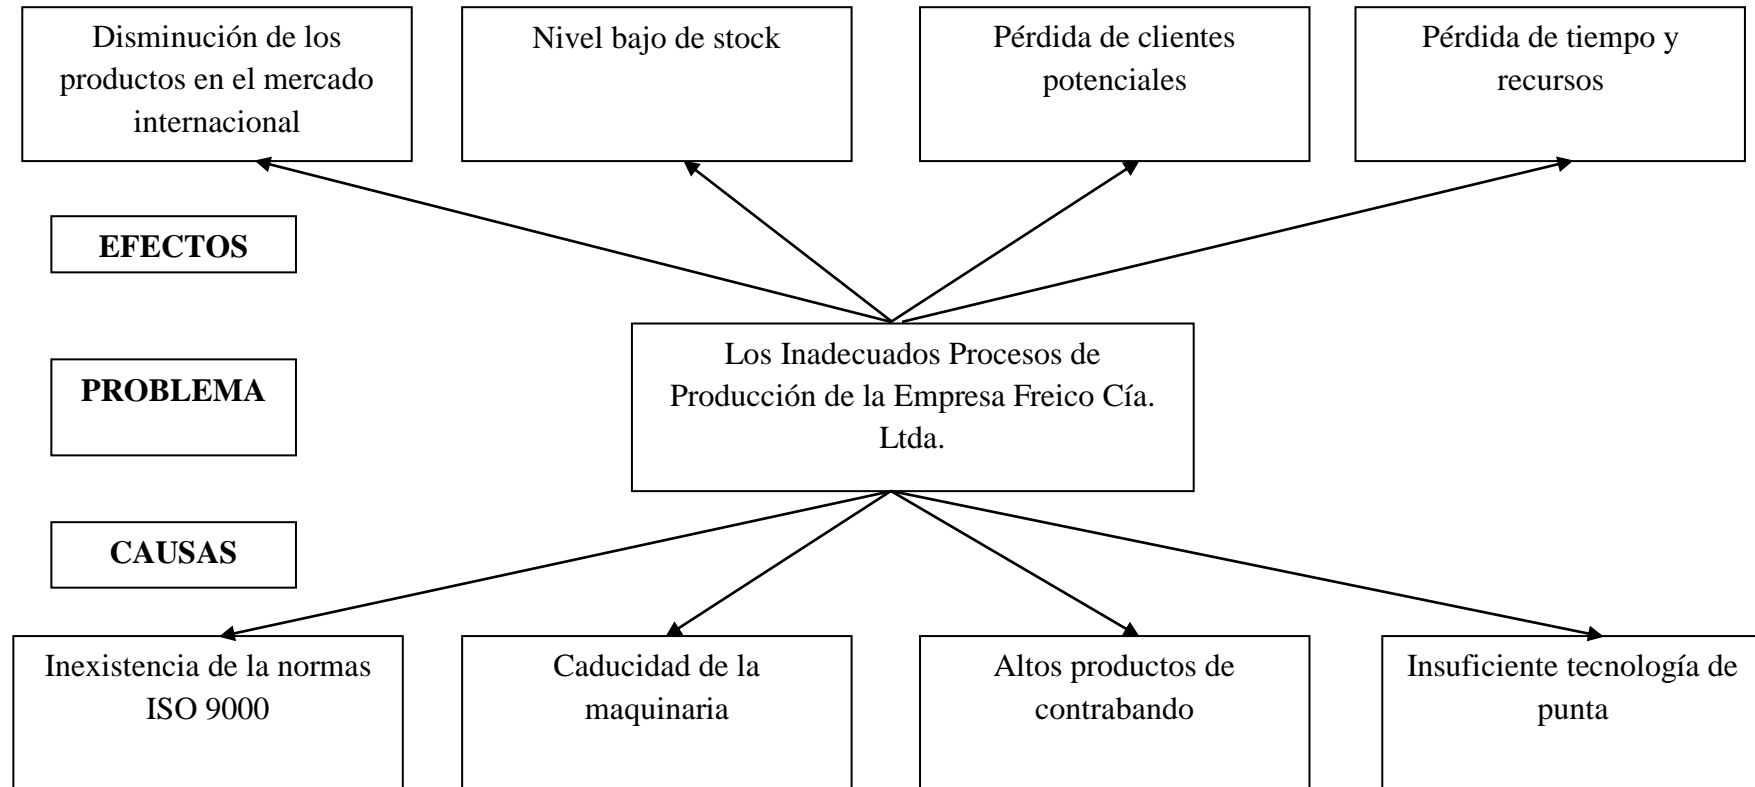 Disminución de los
productos en el mercado
internacional
Nivel bajo de stock
Pérdida de clientes
potenciales
Pérdida de tiempo y
recursos
EFECTOS
Los Inadecuados Procesos de
Producción de la Empresa Freico Cía.
Ltda.
PROBLEMA
CAUSAS
Inexistencia de la normas
ISO 9000
Caducidad de la
maquinaria
Altos productos de
contrabando
Insuficiente tecnología de
punta